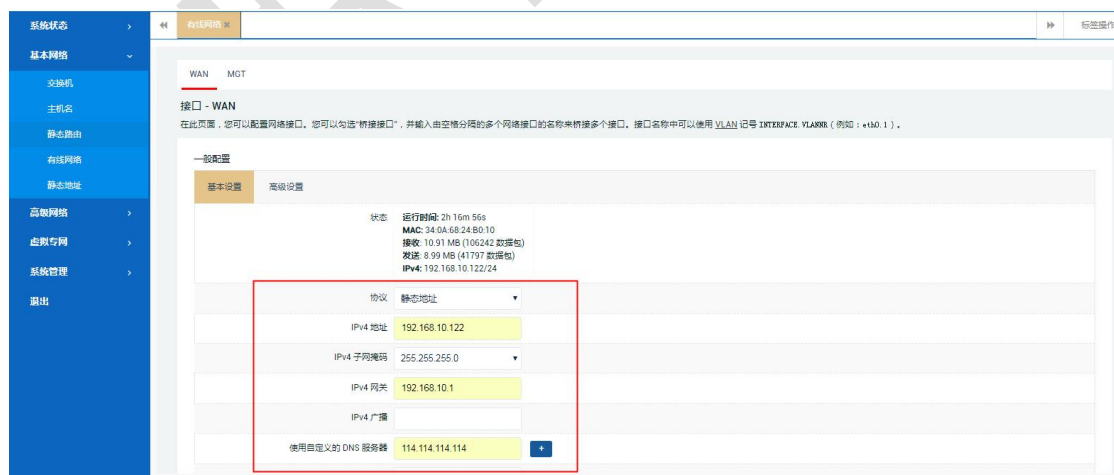 系统状态
基本网络
交换机
主机名
静态路由
有线网络
静态地址
高级网络
虚拟专网
系统管理
退出
有线网络 ×
标签操作
WAN MGT
接口 - WAN
在此页面，您可以配置网络接口。您可以勾选"桥接接口"，并输入由空格分隔的多个网络接口的名称来桥接多个接口。接口名称中可以使用 VLAN 记号 INTERFACE.VLANNR（例如：eth0.1）。
一般配置
基本设置 高级设置
状态 运行时间: 2h 16m 56s
MAC: 34:0A:68:24:B0:10
接收: 10.91 MB (106242 数据包)
发送: 8.99 MB (41797 数据包)
IPv4: 192.168.10.122/24
协议 静态地址
IPv4 地址 192.168.10.122
IPv4 子网掩码 255.255.255.0
IPv4 网关 192.168.10.1
IPv4 广播
使用自定义的 DNS 服务器 114.114.114.114 +